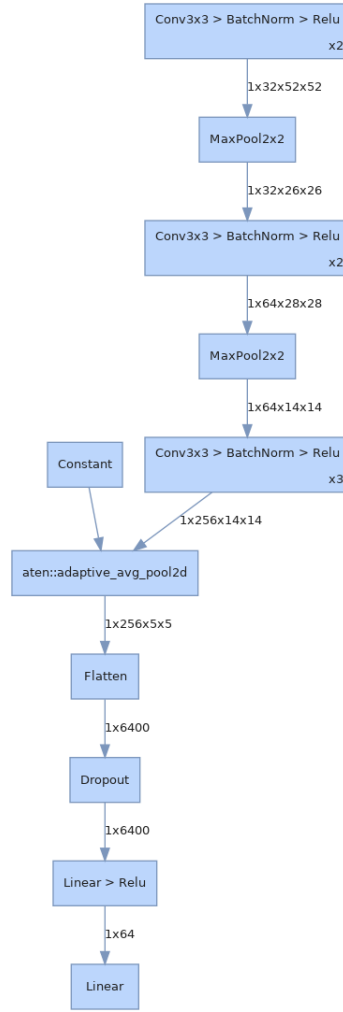 Conv3x3 > BatchNorm > Relu
x2
1x32x52x52
MaxPool2x2
1x32x26x26
Conv3x3 > BatchNorm > Relu
x2
1x64x28x28
MaxPool2x2
1x64x14x14
Constant
Conv3x3 > BatchNorm > Relu
x3
1x256x14x14
aten::adaptive_avg_pool2d
1x256x5x5
Flatten
1x6400
Dropout
1x6400
Linear > Relu
1x64
Linear